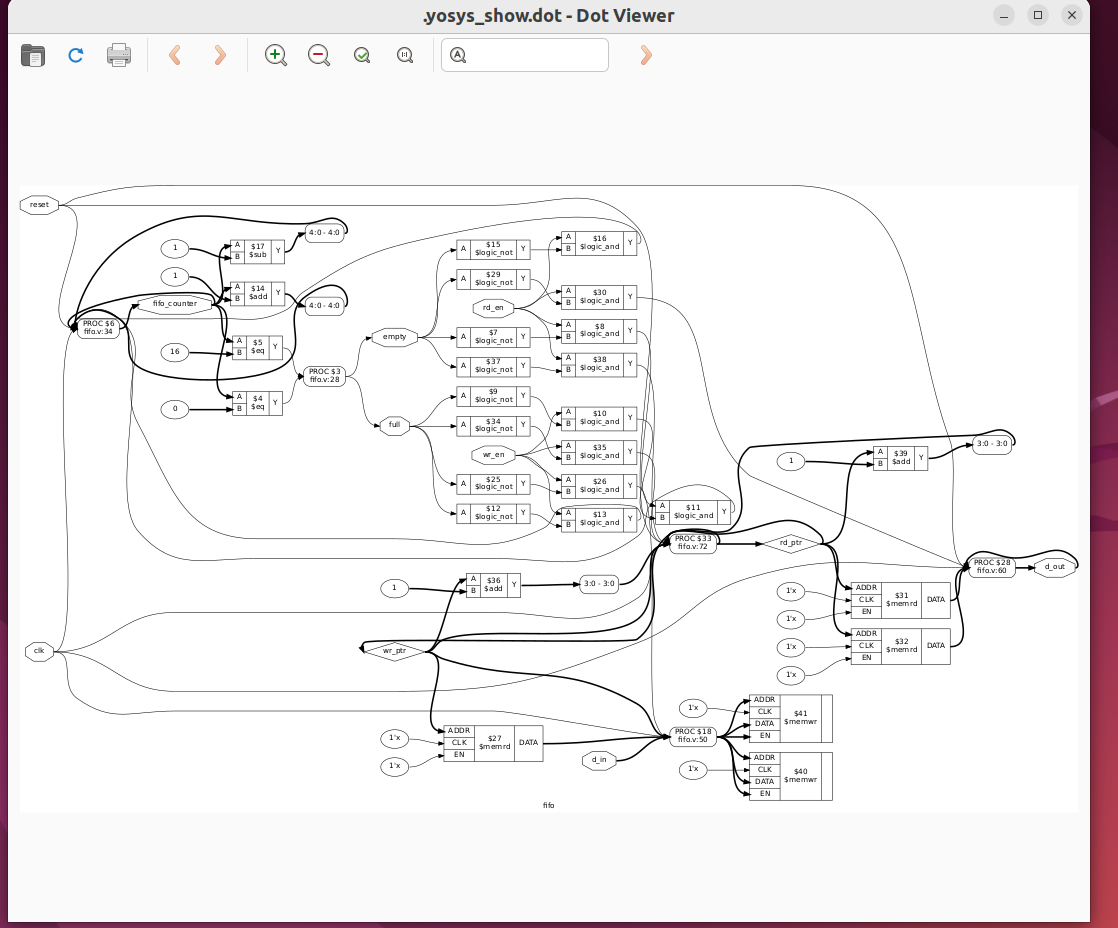 .yosys_show.dot - Dot Viewer
reset
1
A
B
$17
$sub
Y
4:0 - 4:0
1
A
B
$14
$add
Y
4:0 - 4:0
fifo_counter
PROC $6
fifo.v:34
16
A
B
$5
$eq
Y
0
A
B
$4
$eq
Y
PROC $3
fifo.v:28
empty
full
A
$15
$logic_not
Y
A
$29
$logic_not
Y
rd_en
A
$7
$logic_not
Y
A
$37
$logic_not
Y
A
$9
$logic_not
Y
A
$34
$logic_not
Y
wr_en
A
$25
$logic_not
Y
A
$12
$logic_not
Y
A
B
$16
$logic_and
Y
A
B
$30
$logic_and
Y
A
B
$8
$logic_and
Y
A
B
$38
$logic_and
Y
A
B
$10
$logic_and
Y
A
B
$35
$logic_and
Y
A
B
$26
$logic_and
Y
A
B
$13
$logic_and
Y
A
B
$11
$logic_and
Y
PROC $33
fifo.v:72
rd_ptr
1
A
B
$39
$add
Y
3:0 - 3:0
PROC $28
fifo.v:60
d_out
1'x
1'x
ADDR
CLK
EN
$31
$memrd
DATA
1'x
1'x
ADDR
CLK
EN
$32
$memrd
DATA
1
A
B
$36
$add
Y
3:0 - 3:0
clk
wr_ptr
1'x
1'x
ADDR
CLK
EN
$27
$memrd
DATA
d_in
PROC $18
fifo.v:50
1'x
ADDR
CLK
DATA
EN
$41
$memwr
1'x
ADDR
CLK
DATA
EN
$40
$memwr
fifo